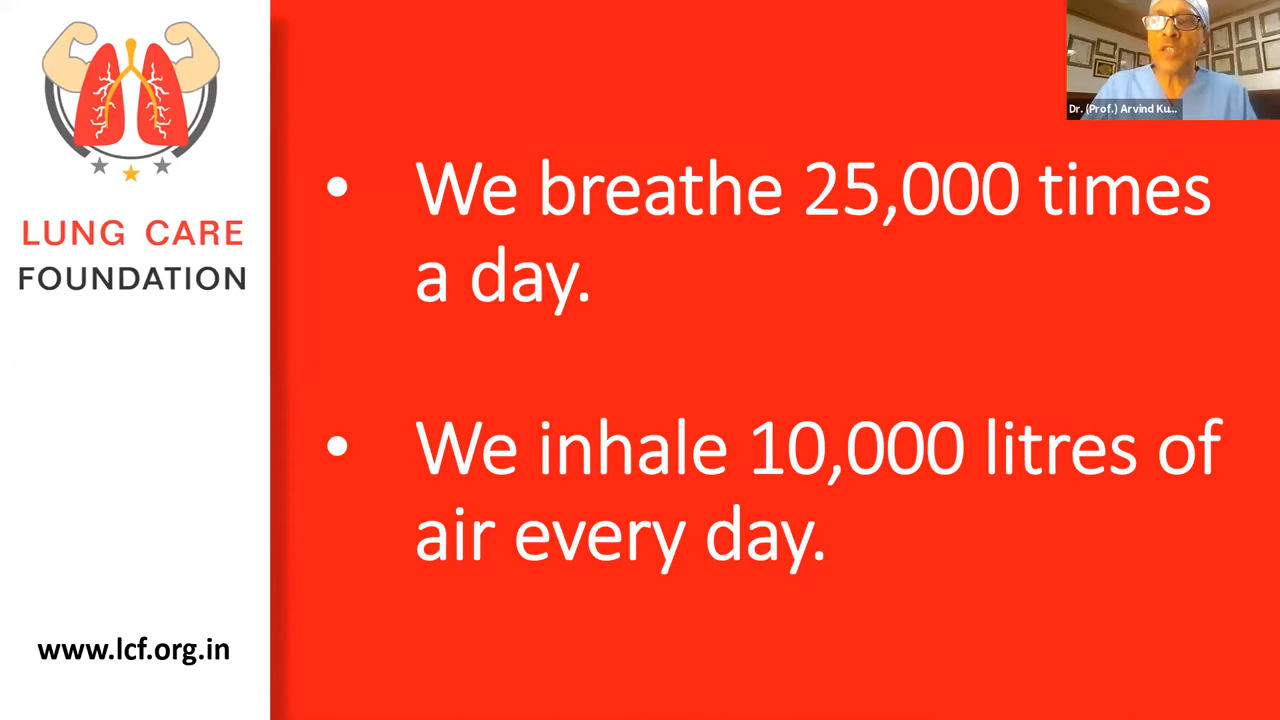 LUNG CARE
FOUNDATION
www.lcf.org.in
Dr. (Prof.) Arvind Ku...
• We breathe 25,000 times
a day.
• We inhale 10,000 litres of
air every day.